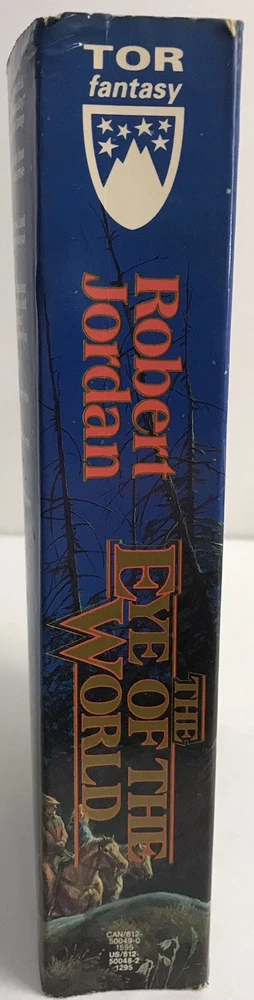 TOR
fantasy
Robert
Jordan
THE
EYE OF THE
WORLD
CAN/812-
50049-0
1595
US/812-
50048-2
1295